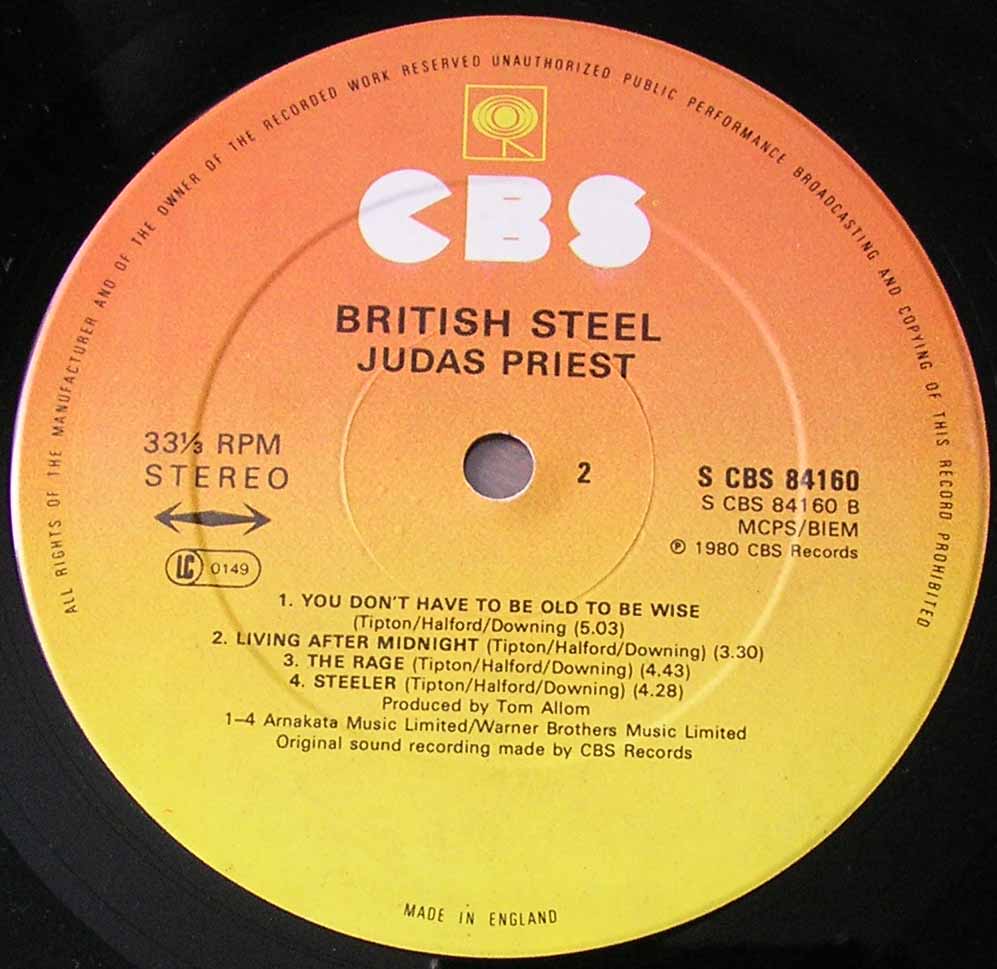 ALL RIGHTS OF THE MANUFACTURER AND OF THE OWNER OF THE RECORDED WORK RESERVED UNAUTHORIZED PUBLIC PERFORMANCE BROADCASTING AND COPYING OF THIS RECORD PROHIBITED
CBS
BRITISH STEEL
JUDAS PRIEST
33⅓ RPM
STEREO
LC 0149
2
S CBS 84160
S CBS 84160 B
MCPS/BIEM
℗ 1980 CBS Records
1. YOU DON'T HAVE TO BE OLD TO BE WISE
(Tipton/Halford/Downing (5.03)
2. LIVING AFTER MIDNIGHT (Tipton/Halford/Downing) (3.30)
3. THE RAGE (Tipton/Halford/Downing) (4.43)
4. STEELER (Tipton/Halford/Downing) (4.28)
Produced by Tom Allom
1–4 Arnakata Music Limited/Warner Brothers Music Limited
Original sound recording made by CBS Records
MADE IN ENGLAND